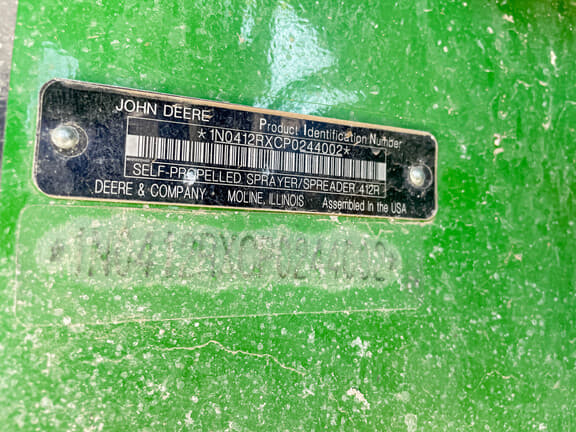 JOHN DEERE
Product Identification Number
*1N0412RXCP0244002*
SELF-PROPELLED SPRAYER/SPREADER 412R
DEERE & COMPANY MOLINE, ILLINOIS Assembled in the USA
*1N0412RXCP0244002*